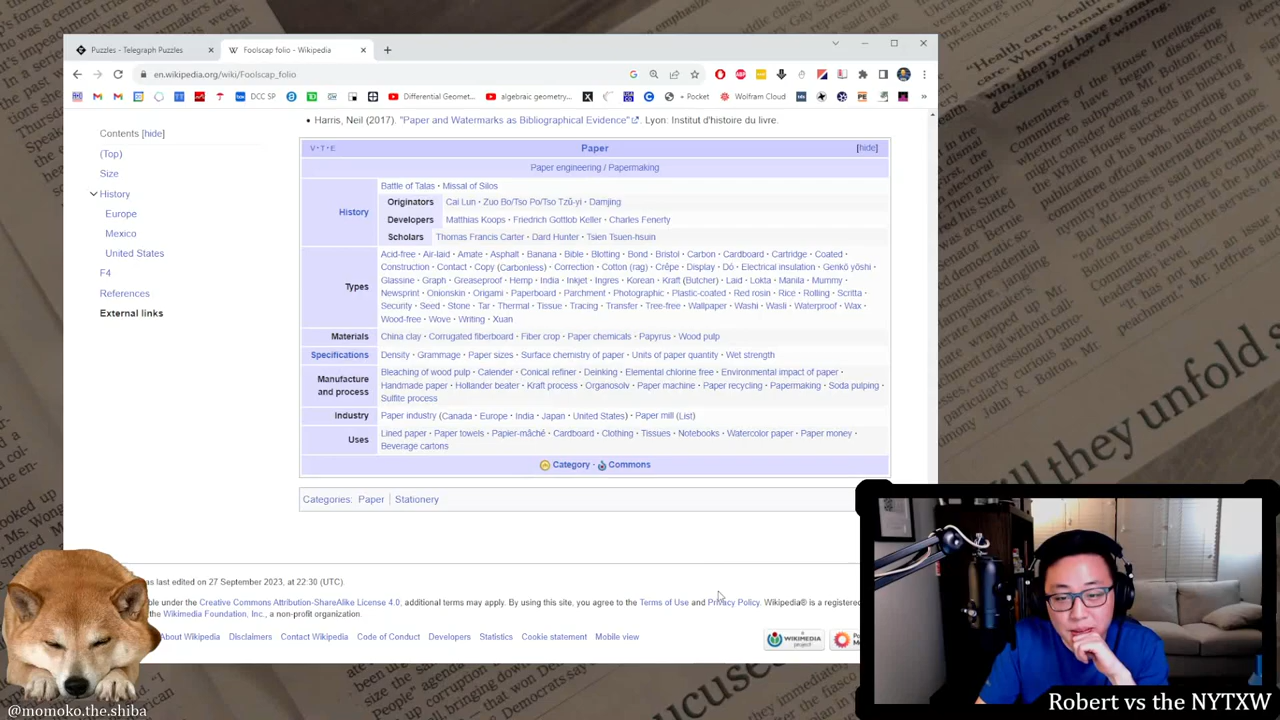 Puzzles - Telegraph Puzzles
Foolscap folio - Wikipedia
en.wikipedia.org/wiki/Foolscap_folio
DCC SP
Differential Geomet...
algebraic geometry...
+ Pocket
Wolfram Cloud
Contents [hide]
(Top)
Size
History
Europe
Mexico
United States
F4
References
External links
• Harris, Neil (2017). "Paper and Watermarks as Bibliographical Evidence". Lyon: Institut d'histoire du livre.
V·T·E Paper [hide]
Paper engineering / Papermaking
History
Battle of Talas · Missal of Silos
Originators Cai Lun · Zuo Bo/Tso Po/Tso Tzŭ-yi · Damjing
Developers Matthias Koops · Friedrich Gottlob Keller · Charles Fenerty
Scholars Thomas Francis Carter · Dard Hunter · Tsien Tsuen-hsuin
Types
Acid-free · Air-laid · Amate · Asphalt · Banana · Bible · Blotting · Bond · Bristol · Carbon · Cardboard · Cartridge · Coated ·
Construction · Contact · Copy (Carbonless) · Correction · Cotton (rag) · Crêpe · Display · Dó · Electrical insulation · Genkō yōshi ·
Glassine · Graph · Greaseproof · Hemp · India · Inkjet · Ingres · Korean · Kraft (Butcher) · Laid · Lokta · Manila · Mummy ·
Newsprint · Onionskin · Origami · Paperboard · Parchment · Photographic · Plastic-coated · Red rosin · Rice · Rolling · Scritta ·
Security · Seed · Stone · Tar · Thermal · Tissue · Tracing · Transfer · Tree-free · Wallpaper · Washi · Wasli · Waterproof · Wax ·
Wood-free · Wove · Writing · Xuan
Materials China clay · Corrugated fiberboard · Fiber crop · Paper chemicals · Papyrus · Wood pulp
Specifications Density · Grammage · Paper sizes · Surface chemistry of paper · Units of paper quantity · Wet strength
Manufacture and process
Bleaching of wood pulp · Calender · Conical refiner · Deinking · Elemental chlorine free · Environmental impact of paper ·
Handmade paper · Hollander beater · Kraft process · Organosolv · Paper machine · Paper recycling · Papermaking · Soda pulping ·
Sulfite process
Industry Paper industry (Canada · Europe · India · Japan · United States) · Paper mill (List)
Uses Lined paper · Paper towels · Papier-mâché · Cardboard · Clothing · Tissues · Notebooks · Watercolor paper · Paper money ·
Beverage cartons
Category · Commons
Categories: Paper | Stationery
was last edited on 27 September 2023, at 22:30 (UTC).
under the Creative Commons Attribution-ShareAlike License 4.0, additional terms may apply. By using this site, you agree to the Terms of Use and Privacy Policy. Wikipedia® is a registered
the Wikimedia Foundation, Inc., a non-profit organization.
About Wikipedia Disclaimers Contact Wikipedia Code of Conduct Developers Statistics Cookie statement Mobile view
WIKIMEDIA
project
@momoko.the.shiba
Robert vs the NYTXW
they unfold